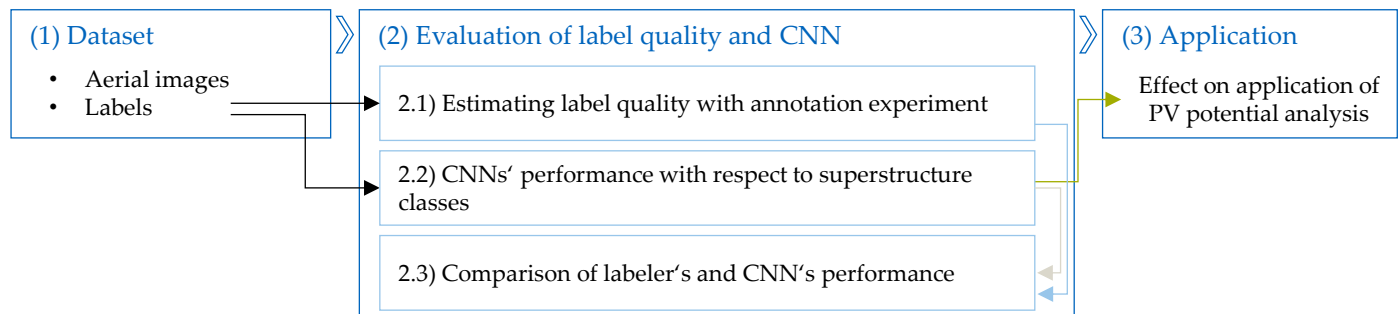 (1) Dataset
• Aerial images
• Labels
(2) Evaluation of label quality and CNN
2.1) Estimating label quality with annotation experiment
2.2) CNNs‘ performance with respect to superstructure
classes
2.3) Comparison of labeler‘s and CNN‘s performance
(3) Application
Effect on application of
PV potential analysis